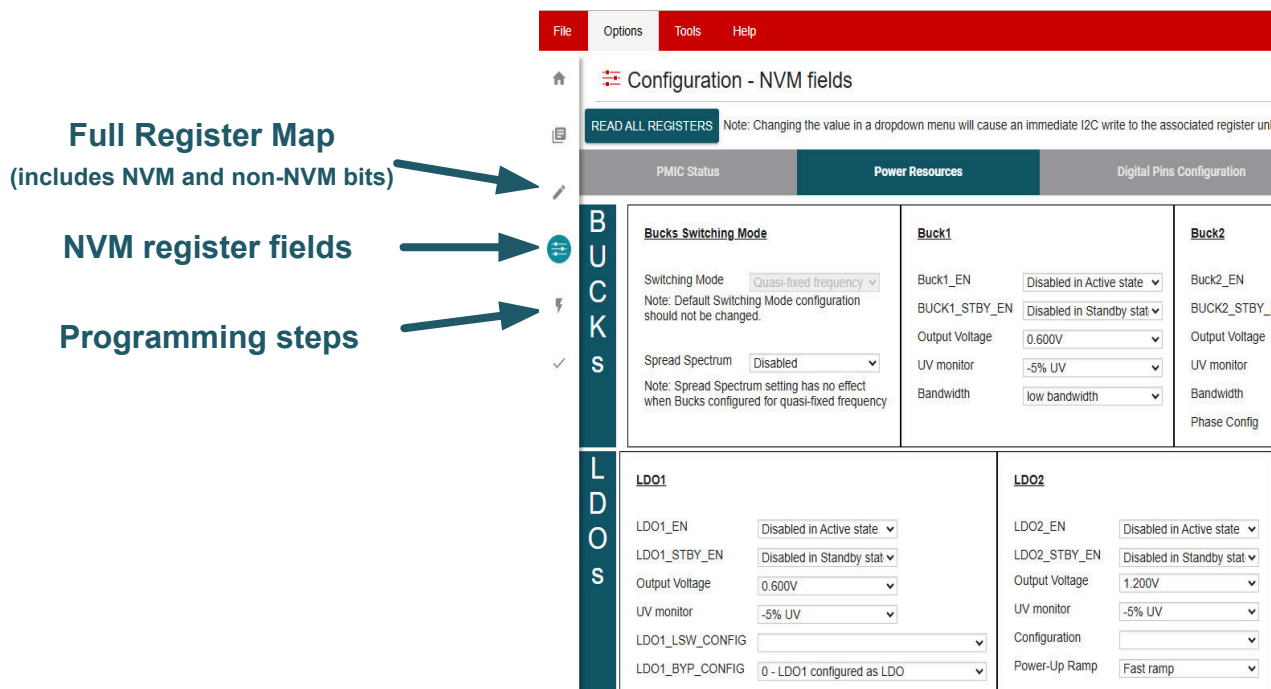 File Options Tools Help
Configuration - NVM fields
READ ALL REGISTERS Note: Changing the value in a dropdown menu will cause an immediate I2C write to the associated register
PMIC Status Power Resources Digital Pins Configuration
Full Register Map
(includes NVM and non-NVM bits)
NVM register fields
Programming steps
BUCKs
Bucks Switching Mode
Switching Mode Quasi-fixed frequency
Note: Default Switching Mode configuration
should not be changed.
Spread Spectrum Disabled
Note: Spread Spectrum setting has no effect
when Bucks configured for quasi-fixed frequency
Buck1
Buck1_EN Disabled in Active state
BUCK1_STBY_EN Disabled in Standby stat
Output Voltage 0.600V
UV monitor -5% UV
Bandwidth low bandwidth
Buck2
Buck2_EN
BUCK2_STBY_
Output Voltage
UV monitor
Bandwidth
Phase Config
LDOs
LDO1
LDO1_EN Disabled in Active state
LDO1_STBY_EN Disabled in Standby stat
Output Voltage 0.600V
UV monitor -5% UV
LDO1_LSW_CONFIG
LDO1_BYP_CONFIG 0 - LDO1 configured as LDO
LDO2
LDO2_EN Disabled in Active state
LDO2_STBY_EN Disabled in Standby stat
Output Voltage 1.200V
UV monitor -5% UV
Configuration
Power-Up Ramp Fast ramp